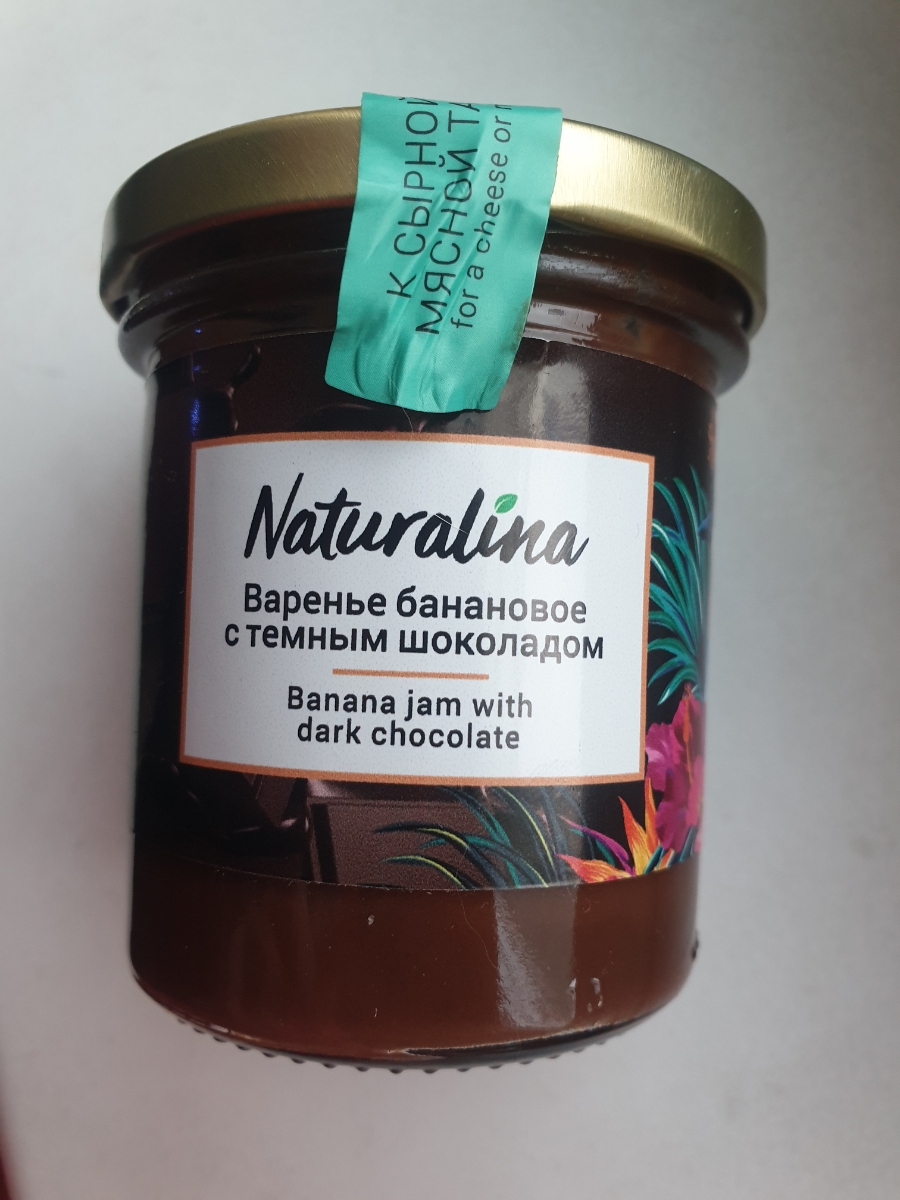 К СЫРНОЙ
МЯСНОЙ
for a cheese or
Naturalina
Варенье банановое
с темным шоколадом
Banana jam with
dark chocolate